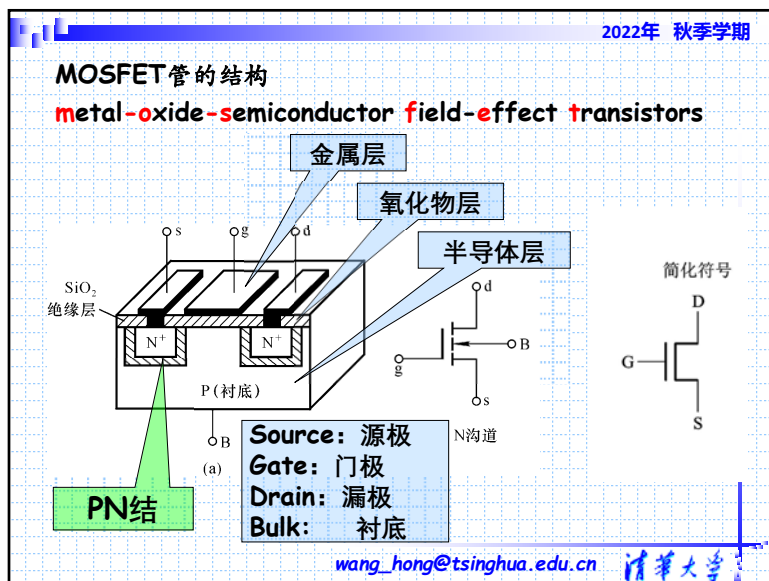 2022年 秋季学期
MOSFET管的结构
metal-oxide-semiconductor field-effect transistors
金属层
氧化物层
半导体层
s
g
d
SiO₂
绝缘层
N⁺
N⁺
P(衬底)
B
(a)
PN结
d
B
g
s
N沟道
简化符号
D
G
S
Source：源极
Gate：门极
Drain：漏极
Bulk： 衬底
wang_hong@tsinghua.edu.cn
清华大学